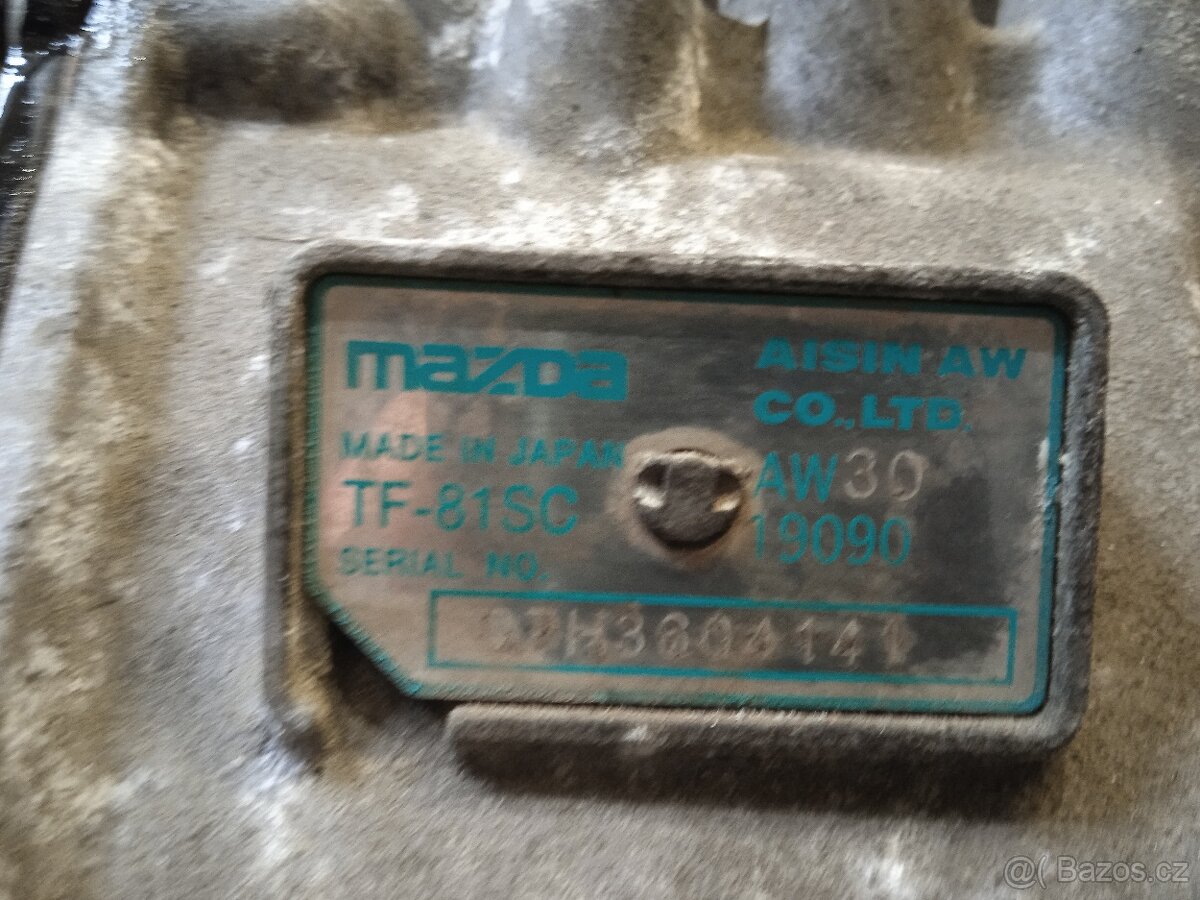 mazda
AISIN AW
CO.,LTD.
MADE IN JAPAN
AW30
TF-81SC
19090
SERIAL NO.
@( Bazos.cz